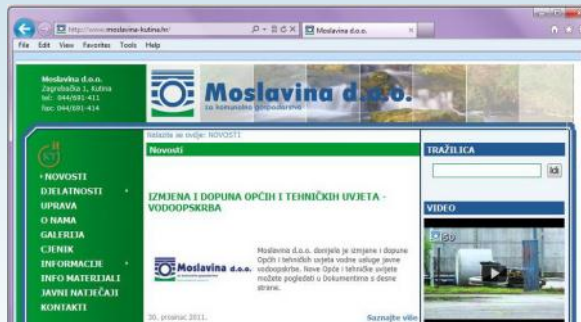 http://www.moslavina-kutina.hr/
Moslavina d.o.o.
File Edit View Favorites Tools Help
Moslavina d.o.o.
Zagrebačka 1, Kutina
tel: 044/691-411
fax: 044/691-414
Moslavina d.o.o.
za komunalno gospodarstvo
Nalazite se ovdje: NOVOSTI
Novosti
TRAŽILICA
Idi
NOVOSTI
DJELATNOSTI
UPRAVA
O NAMA
GALERIJA
CJENIK
INFORMACIJE
INFO MATERIJALI
JAVNI NATJEČAJI
KONTAKTI
IZMJENA I DOPUNA OPĆIH I TEHNIČKIH UVJETA -
VODOOPSKRBA
Moslavina d.o.o.
Moslavina d.o.o. donijela je izmjene i dopune
Općih i tehničkih uvjeta vodne usluge javne
vodoopskrbe. Nove Opće i tehničke uvjete
možete pogledati u Dokumentima s desne
strane.
30. prosinac 2011.
Saznajte više
VIDEO
ISO